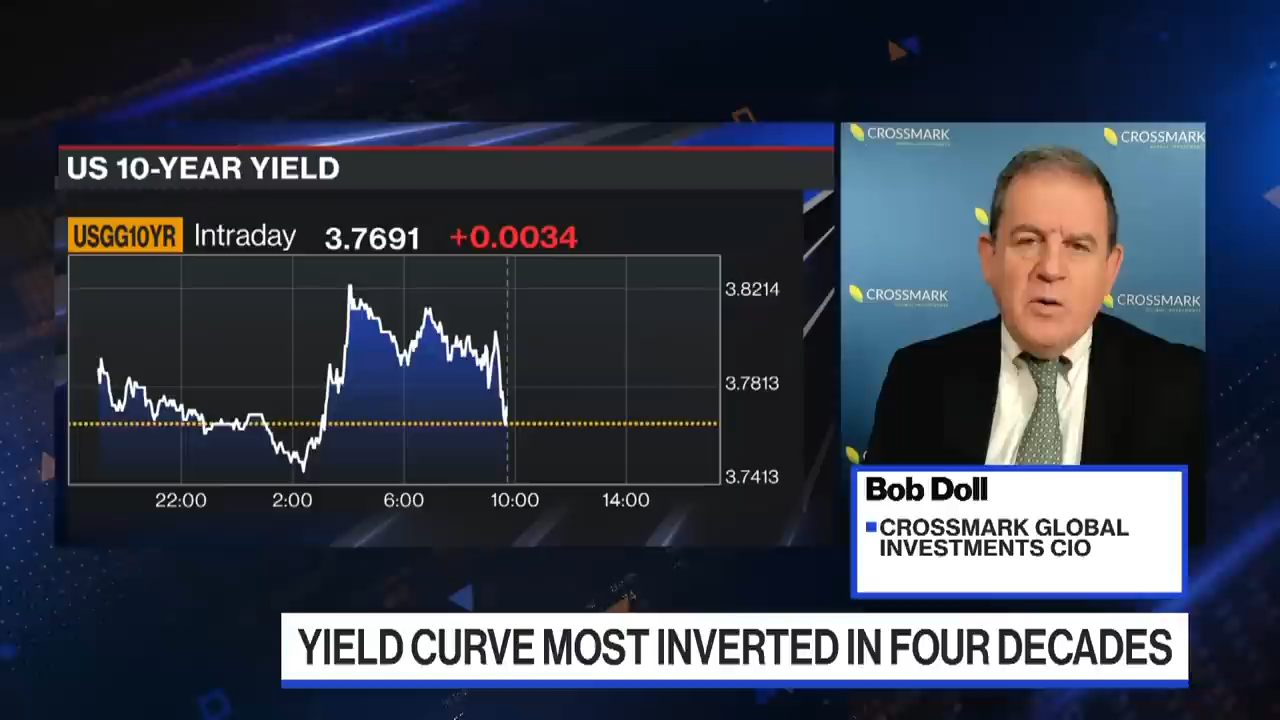 US 10-YEAR YIELD
USGG10YR Intraday 3.7691 +0.0034
3.8214
3.7813
3.7413
22:00 2:00 6:00 10:00 14:00
CROSSMARK
CROSSMARK
CROSSMARK
CROSSMARK
Bob Doll
CROSSMARK GLOBAL
INVESTMENTS CIO
YIELD CURVE MOST INVERTED IN FOUR DECADES